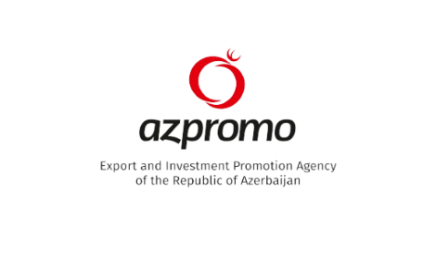 azpromo
Export and Investment Promotion Agency
of the Republic of Azerbaijan